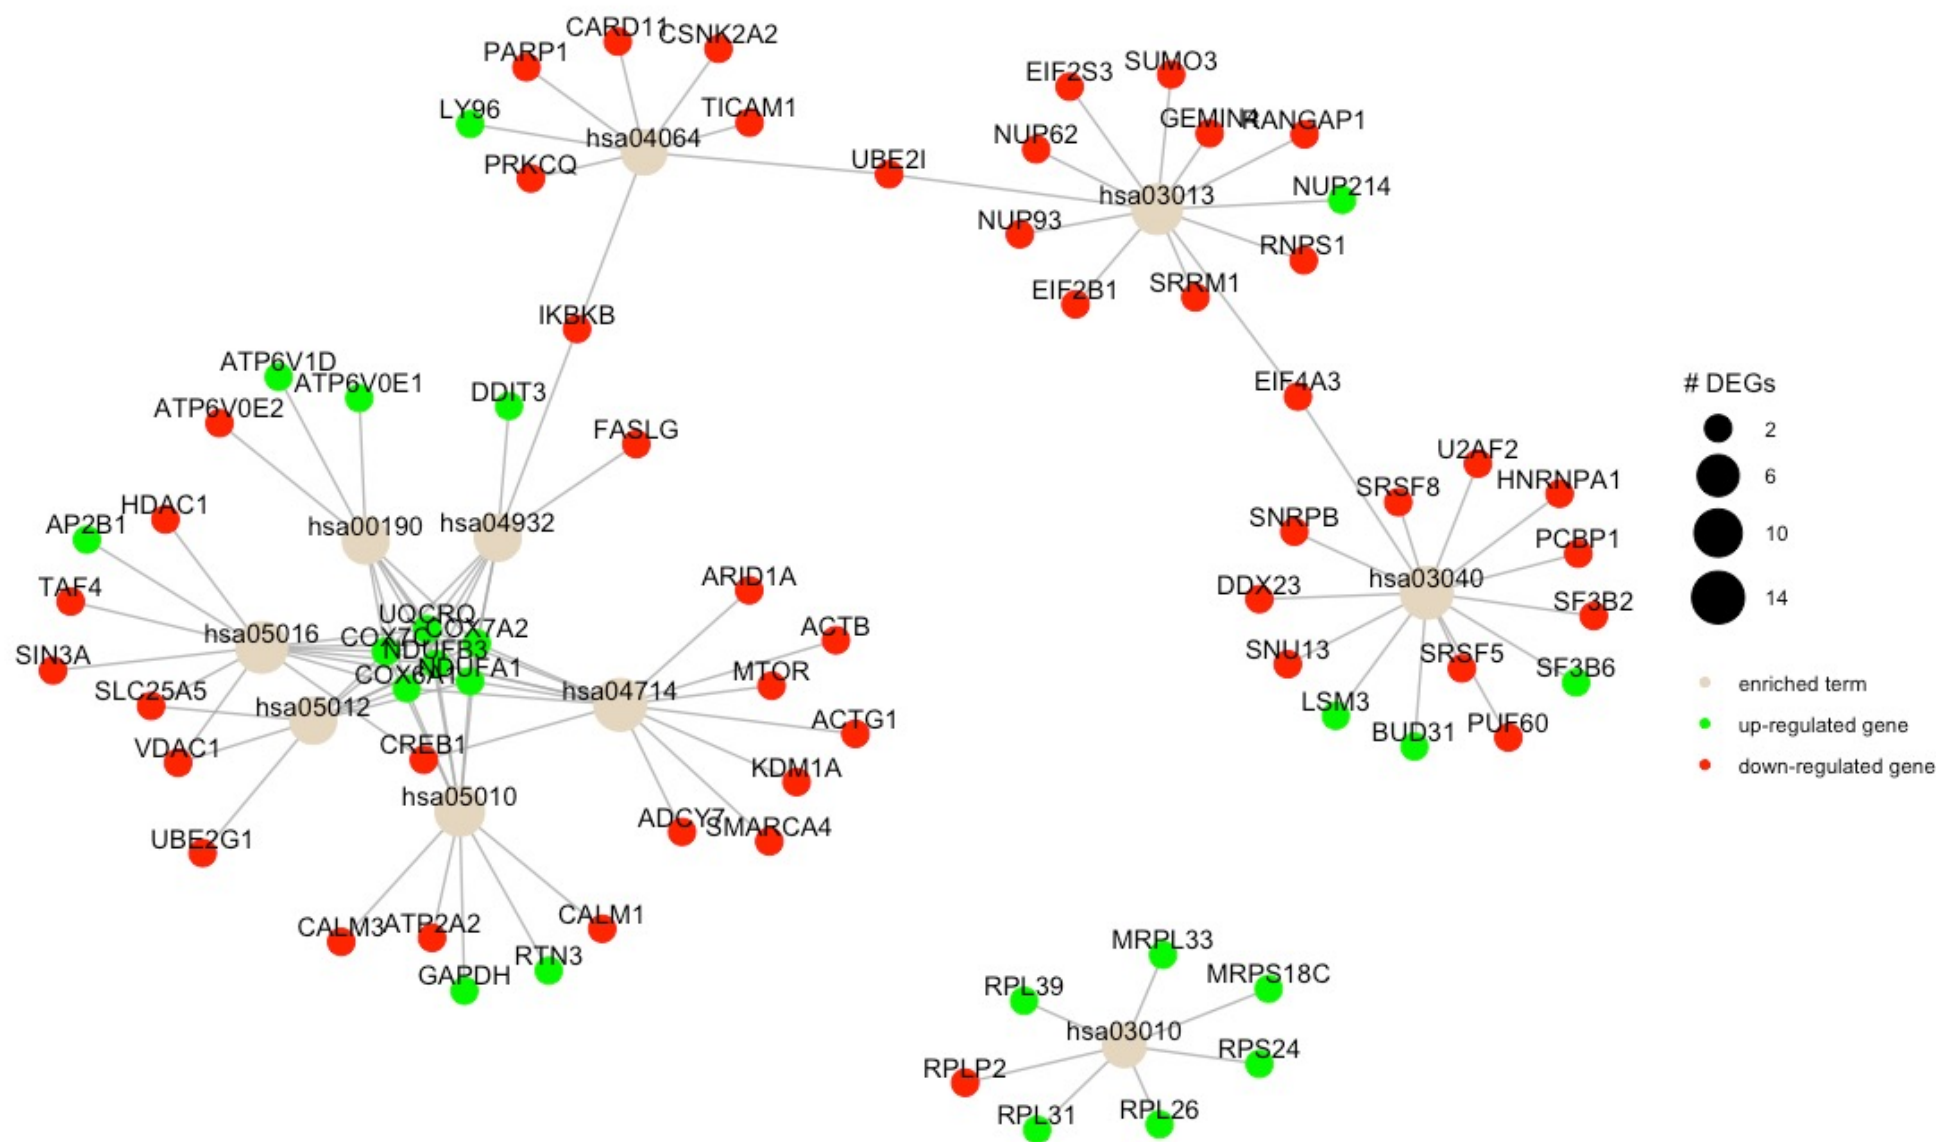 CARD11
CSNK2A2
PARP1
LY96
TICAM1
hsa04064
PRKCQ
UBE2I
EIF2S3
SUMO3
NUP62
GEMIN4
RANGAP1
hsa03013
NUP214
NUP93
RNPS1
EIF2B1
SRRM1
IKBKB
ATP6V1D
ATP6V0E1
ATP6V0E2
DDIT3
FASLG
EIF4A3
HDAC1
AP2B1
hsa00190
hsa04932
TAF4
hsa05016
SIN3A
SLC25A5
hsa05012
VDAC1
UBE2G1
UQCRQ
COX7C
COX7A2
NDUFB3
NDUFA1
COX6A1
CREB1
hsa05010
hsa04714
ARID1A
ACTB
MTOR
ACTG1
KDM1A
ADCY7
SMARCA4
CALM3
ATP2A2
GAPDH
RTN3
CALM1
U2AF2
SRSF8
HNRNPA1
SNRPB
PCBP1
hsa03040
DDX23
SF3B2
SNU13
SRSF5
SF3B6
LSM3
BUD31
PUF60
MRPL33
RPL39
MRPS18C
hsa03010
RPS24
RPLP2
RPL31
RPL26
# DEGs
2
6
10
14
enriched term
up-regulated gene
down-regulated gene